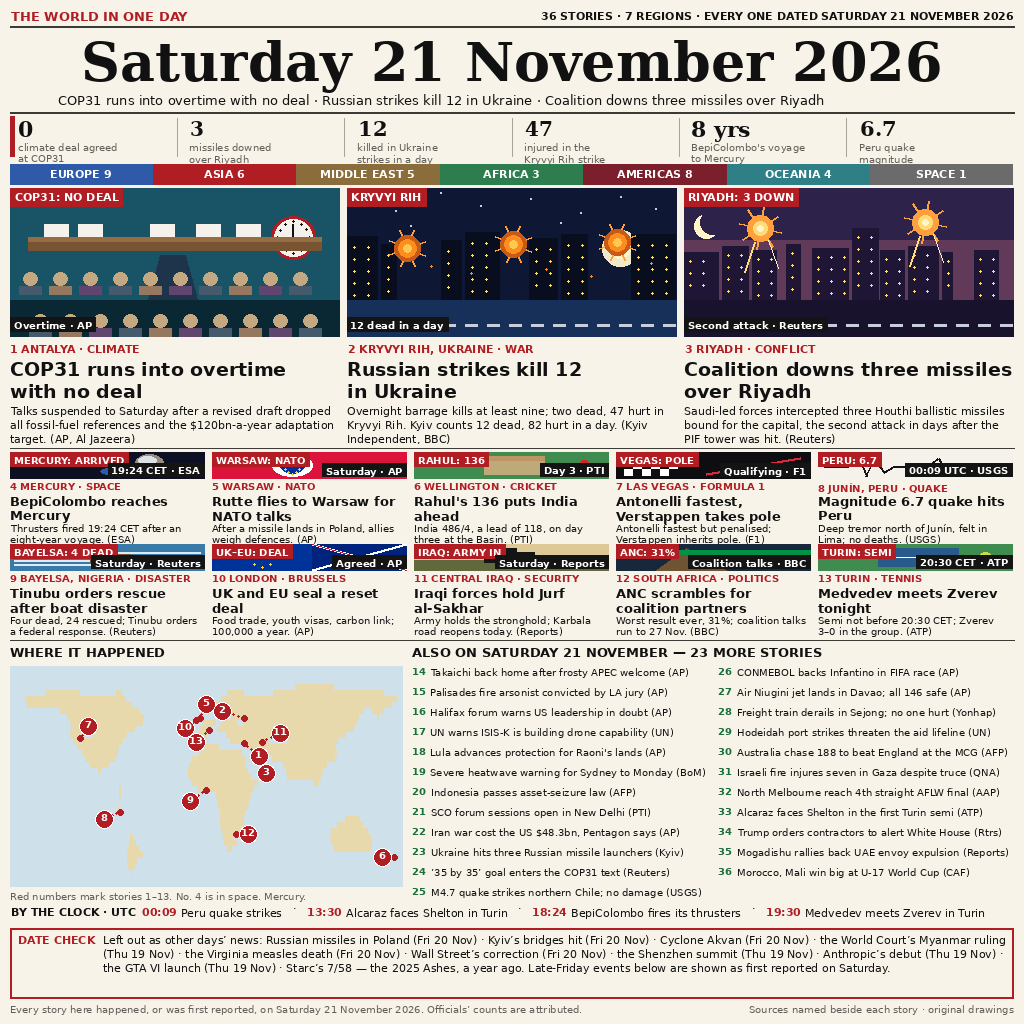 THE WORLD IN ONE DAY
36 STORIES · 7 REGIONS · EVERY ONE DATED SATURDAY 21 NOVEMBER 2026
Saturday 21 November 2026
COP31 runs into overtime with no deal · Russian strikes kill 12 in Ukraine · Coalition downs three missiles over Riyadh
0
climate deal agreed
at COP31
3
missiles downed
over Riyadh
12
killed in Ukraine
strikes in a day
47
injured in the
Kryvyi Rih strike
8 yrs
BepiColombo's voyage
to Mercury
6.7
Peru quake
magnitude
EUROPE 9
ASIA 6
MIDDLE EAST 5
AFRICA 3
AMERICAS 8
OCEANIA 4
SPACE 1
COP31: NO DEAL
Overtime · AP
1 ANTALYA · CLIMATE
COP31 runs into overtime
with no deal
Talks suspended to Saturday after a revised draft dropped
all fossil-fuel references and the $120bn-a-year adaptation
target. (AP, Al Jazeera)
KRYVYI RIH
12 dead in a day
2 KRYVYI RIH, UKRAINE · WAR
Russian strikes kill 12
in Ukraine
Overnight barrage kills at least nine; two dead, 47 hurt in
Kryvyi Rih. Kyiv counts 12 dead, 82 hurt in a day. (Kyiv
Independent, BBC)
RIYADH: 3 DOWN
Second attack · Reuters
3 RIYADH · CONFLICT
Coalition downs three missiles
over Riyadh
Saudi-led forces intercepted three Houthi ballistic missiles
bound for the capital, the second attack in days after the
PIF tower was hit. (Reuters)
MERCURY: ARRIVED
19:24 CET · ESA
4 MERCURY · SPACE
BepiColombo reaches
Mercury
Thrusters fired 19:24 CET after an
eight-year voyage. (ESA)
WARSAW: NATO
Saturday · AP
5 WARSAW · NATO
Rutte flies to Warsaw for
NATO talks
After a missile lands in Poland, allies
weigh defences. (AP)
RAHUL: 136
Day 3 · PTI
6 WELLINGTON · CRICKET
Rahul's 136 puts India
ahead
India 486/4, a lead of 118, on day
three at the Basin. (PTI)
VEGAS: POLE
Qualifying · F1
7 LAS VEGAS · FORMULA 1
Antonelli fastest,
Verstappen takes pole
Antonelli fastest but penalised;
Verstappen inherits pole. (F1)
PERU: 6.7
00:09 UTC · USGS
8 JUNÍN, PERU · QUAKE
Magnitude 6.7 quake hits
Peru
Deep tremor north of Junín, felt in
Lima; no deaths. (USGS)
BAYELSA: 4 DEAD
Saturday · Reuters
9 BAYELSA, NIGERIA · DISASTER
Tinubu orders rescue
after boat disaster
Four dead, 24 rescued; Tinubu orders
a federal response. (Reuters)
UK-EU: DEAL
Agreed · AP
10 LONDON · BRUSSELS
UK and EU seal a reset
deal
Food trade, youth visas, carbon link;
100,000 a year. (AP)
IRAQ: ARMY IN
Saturday · Reports
11 CENTRAL IRAQ · SECURITY
Iraqi forces hold Jurf
al-Sakhar
Army holds the stronghold; Karbala
road reopens today. (Reports)
ANC: 31%
Coalition talks · BBC
12 SOUTH AFRICA · POLITICS
ANC scrambles for
coalition partners
Worst result ever, 31%; coalition talks
run to 27 Nov. (BBC)
TURIN: SEMI
20:30 CET · ATP
13 TURIN · TENNIS
Medvedev meets Zverev
tonight
Semi not before 20:30 CET; Zverev
3–0 in the group. (ATP)
WHERE IT HAPPENED
7
5
2
10
13
11
1
3
9
8
12
6
Red numbers mark stories 1–13. No. 4 is in space. Mercury.
ALSO ON SATURDAY 21 NOVEMBER — 23 MORE STORIES
14 Takaichi back home after frosty APEC welcome (AP)
15 Palisades fire arsonist convicted by LA jury (AP)
16 Halifax forum warns US leadership in doubt (AP)
17 UN warns ISIS-K is building drone capability (UN)
18 Lula advances protection for Raoni's lands (AP)
19 Severe heatwave warning for Sydney to Monday (BoM)
20 Indonesia passes asset-seizure law (AFP)
21 SCO forum sessions open in New Delhi (PTI)
22 Iran war cost the US $48.3bn, Pentagon says (AP)
23 Ukraine hits three Russian missile launchers (Kyiv)
24 ’35 by 35’ goal enters the COP31 text (Reuters)
25 M4.7 quake strikes northern Chile; no damage (USGS)
26 CONMEBOL backs Infantino in FIFA race (AP)
27 Air Niugini jet lands in Davao; all 146 safe (AP)
28 Freight train derails in Sejong; no one hurt (Yonhap)
29 Hodeidah port strikes threaten the aid lifeline (UN)
30 Australia chase 188 to beat England at the MCG (AFP)
31 Israeli fire injures seven in Gaza despite truce (QNA)
32 North Melbourne reach 4th straight AFLW final (AAP)
33 Alcaraz faces Shelton in the first Turin semi (ATP)
34 Trump orders contractors to alert White House (Rtrs)
35 Mogadishu rallies back UAE envoy expulsion (Reports)
36 Morocco, Mali win big at U-17 World Cup (CAF)
BY THE CLOCK · UTC 00:09 Peru quake strikes · 13:30 Alcaraz faces Shelton in Turin · 18:24 BepiColombo fires its thrusters · 19:30 Medvedev meets Zverev in Turin
DATE CHECK Left out as other days’ news: Russian missiles in Poland (Fri 20 Nov) · Kyiv’s bridges hit (Fri 20 Nov) · Cyclone Akvan (Fri 20 Nov) · the World Court’s Myanmar ruling
(Thu 19 Nov) · the Virginia measles death (Fri 20 Nov) · Wall Street’s correction (Fri 20 Nov) · the Shenzhen summit (Thu 19 Nov) · Anthropic’s debut (Thu 19 Nov) ·
the GTA VI launch (Thu 19 Nov) · Starc’s 7/58 — the 2025 Ashes, a year ago. Late-Friday events below are shown as first reported on Saturday.
Every story here happened, or was first reported, on Saturday 21 November 2026. Officials’ counts are attributed.
Sources named beside each story · original drawings